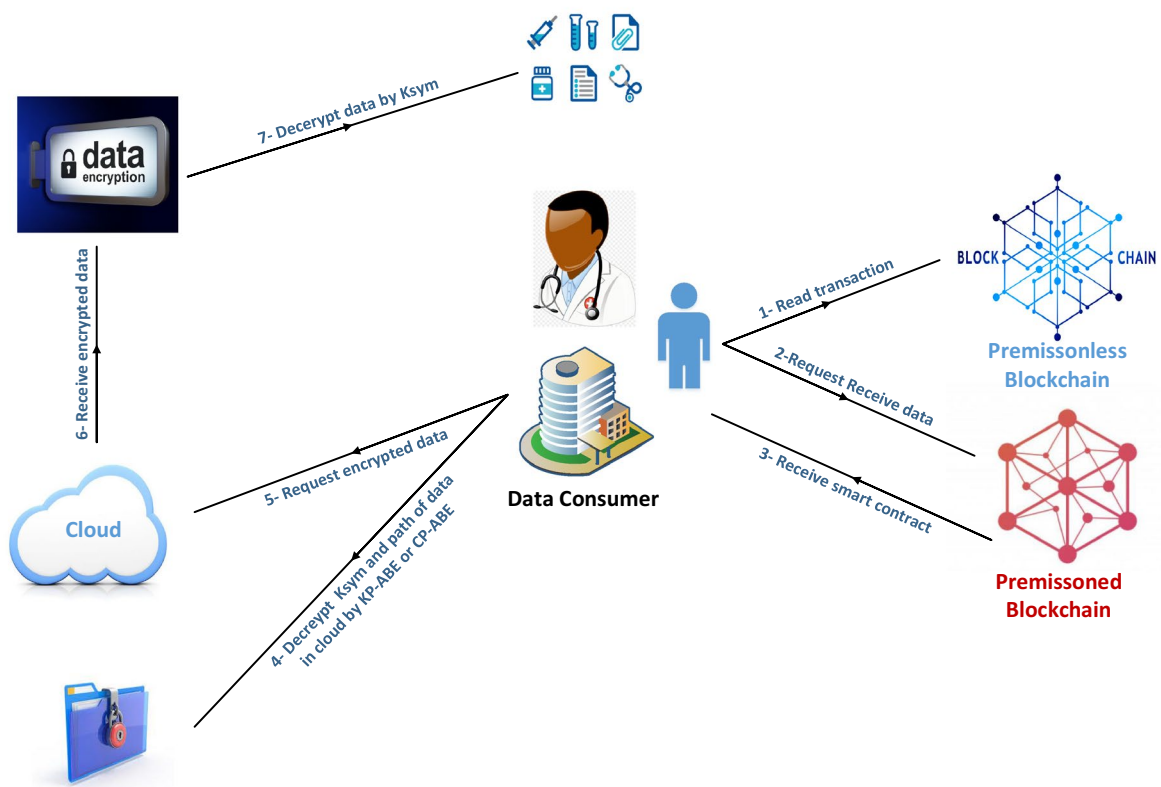 7- Decerypt data by Ksym
data
encryption
6- Receive encrypted data
1- Read transaction
BLOCK CHAIN
Premissonless
Blockchain
2-Request Receive data
3- Receive smart contract
Premissoned
Blockchain
Data Consumer
5- Request encrypted data
Cloud
4- Decreypt Ksym and path of data
in cloud by KP-ABE or CP-ABE